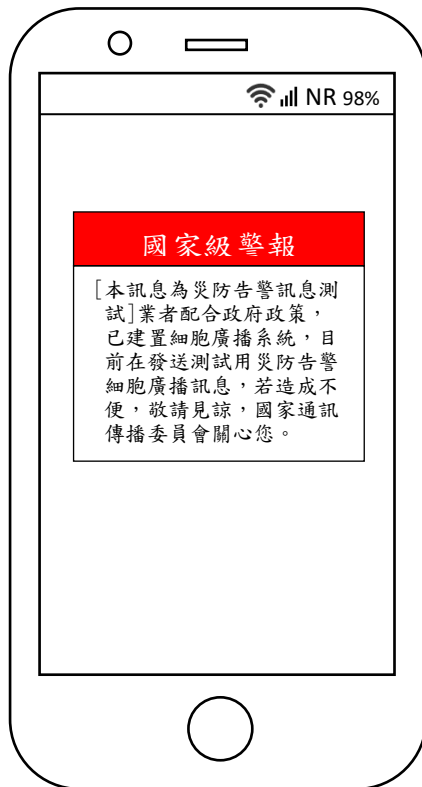 NR 98%
國家級警報
[本訊息為災防告警訊息測
試]業者配合政府政策，
已建置細胞廣播系統，目
前在發送測試用災防告警
細胞廣播訊息，若造成不
便，敬請見諒，國家通訊
傳播委員會關心您。